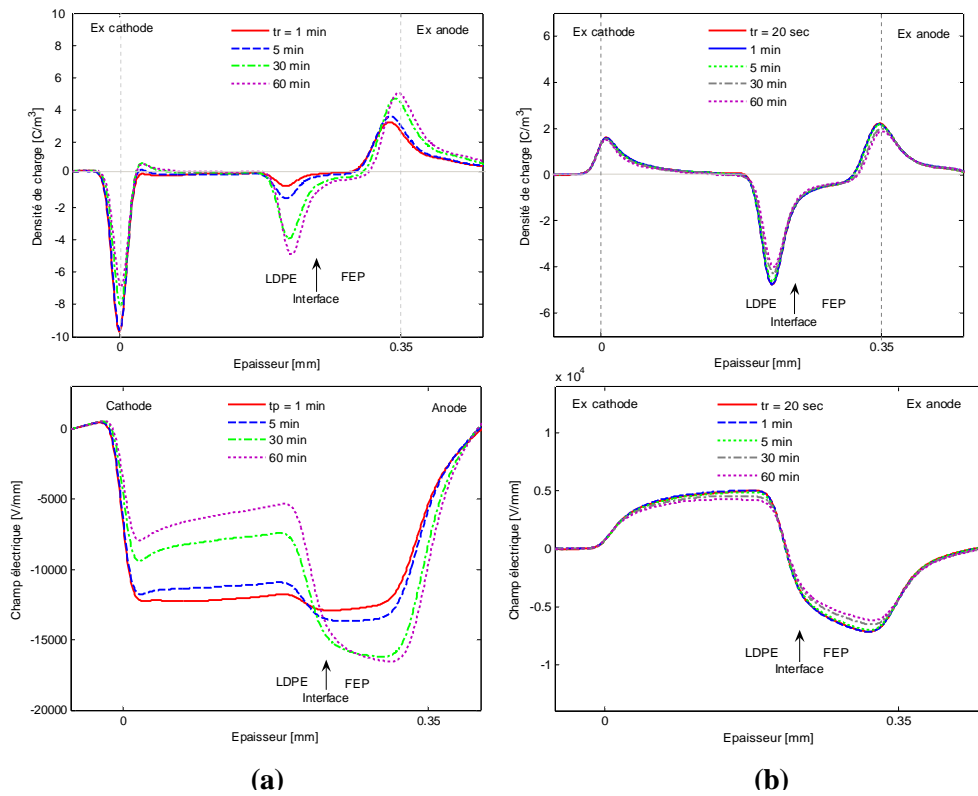 Ex cathode
tr = 1 min
5 min
30 min
60 min
Ex anode
6
4
2
0
-2
-4
-6
-8
-10
Densité de charge [C/m³]
LDPE
FEP
Interface
0
0.35
Epaisseur [mm]
Ex cathode
tr = 20 sec
1 min
5 min
30 min
60 min
Ex anode
6
4
2
0
-2
-4
-6
Densité de charge [C/m³]
LDPE
FEP
Interface
0
0.35
Epaisseur [mm]
Cathode
tp = 1 min
5 min
30 min
60 min
Anode
0
-5000
-10000
-15000
-20000
Champ électrique [V/mm]
LDPE
FEP
Interface
0
0.35
Epaisseur [mm]
(a)
x 10⁴
Ex cathode
tr = 20 sec
1 min
5 min
30 min
60 min
Ex anode
1
0.5
0
-0.5
-1
Champ électrique [V/mm]
LDPE
FEP
Interface
0
0.35
Epaisseur [mm]
(b)